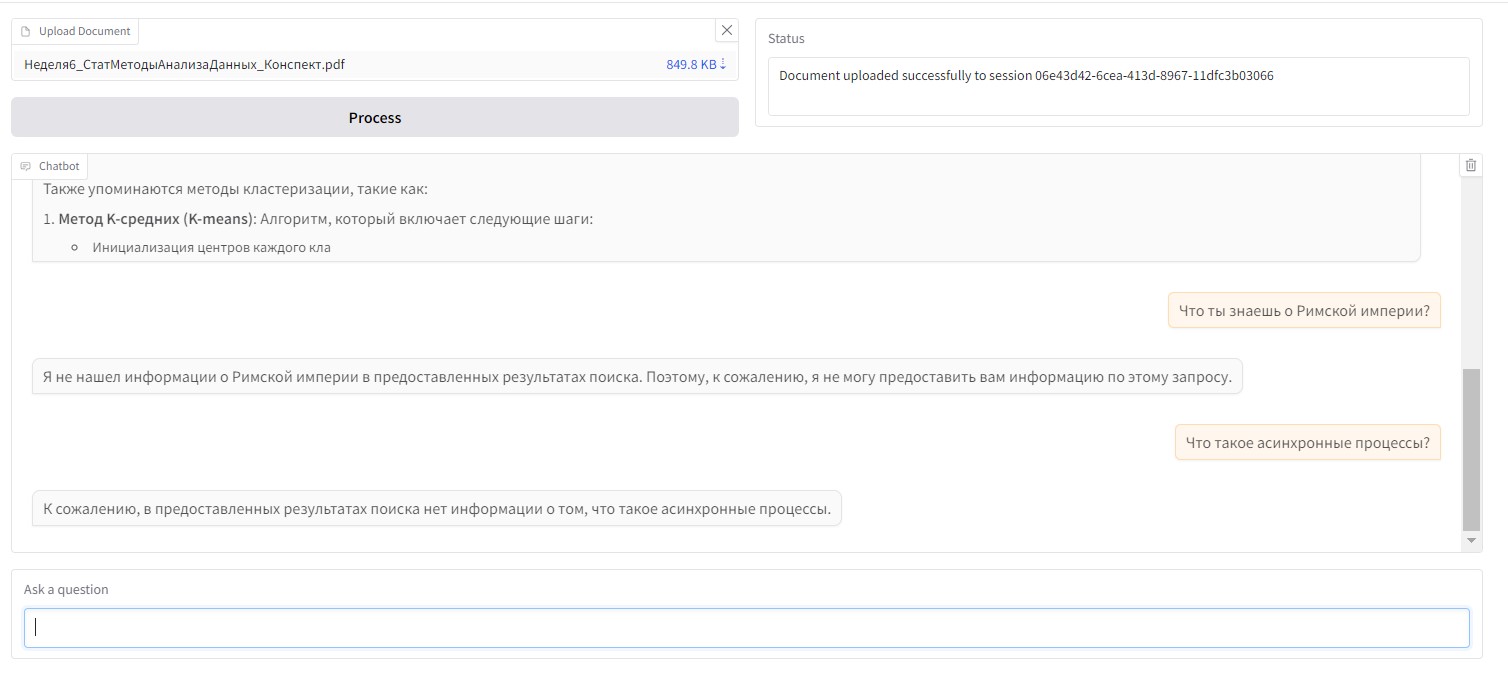 Upload Document
Неделя6_СтатМетодыАнализаДанных_Конспект.pdf
849.8 KB
Process
Status
Document uploaded successfully to session 06e43d42-6cea-413d-8967-11dfc3b03066
Chatbot
Также упоминаются методы кластеризации, такие как:
1. Метод K-средних (K-means): Алгоритм, который включает следующие шаги:
Инициализация центров каждого кла
Что ты знаешь о Римской империи?
Я не нашел информации о Римской империи в предоставленных результатах поиска. Поэтому, к сожалению, я не могу предоставить вам информацию по этому запросу.
Что такое асинхронные процессы?
К сожалению, в предоставленных результатах поиска нет информации о том, что такое асинхронные процессы.
Ask a question